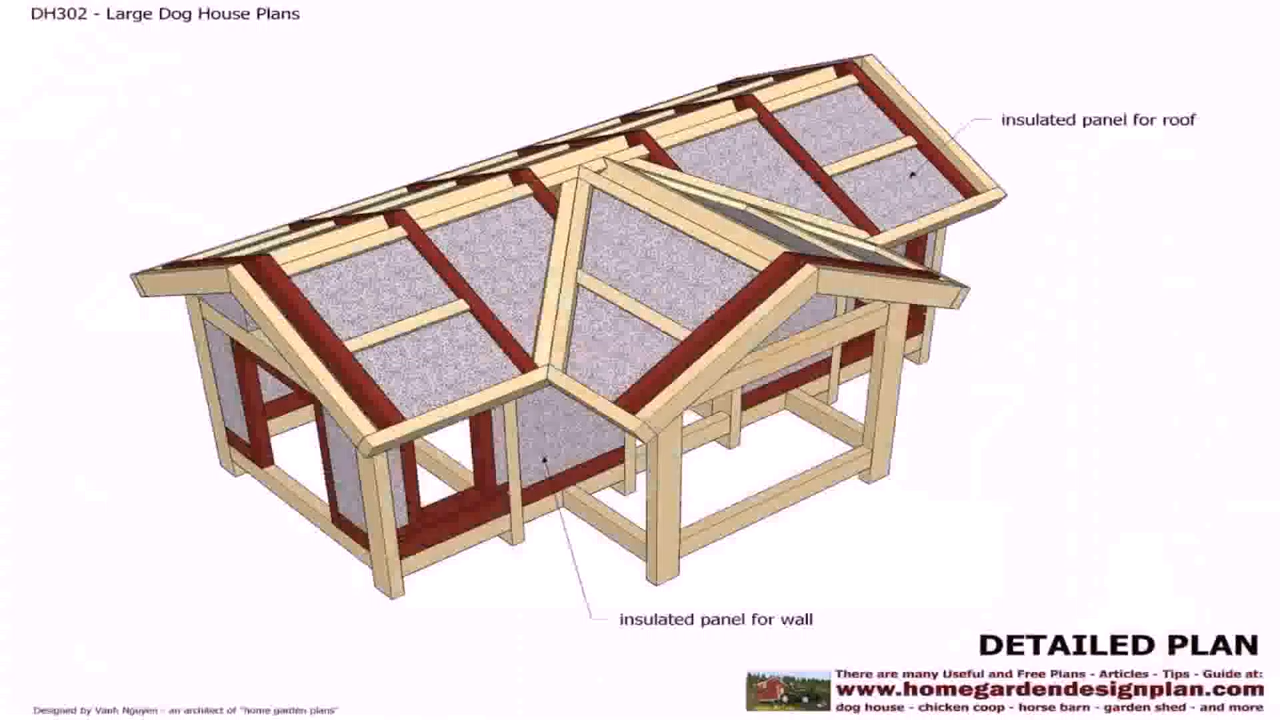 DH302 - Large Dog House Plans
insulated panel for roof
insulated panel for wall
DETAILED PLAN
There are many Useful and Free Plans - Articles - Tips - Guide at:
www.homegardendesignplan.com
dog house - chicken coop - horse barn - garden shed - and more
Designed by Vanh Nguyen - an architect of "home garden plans"